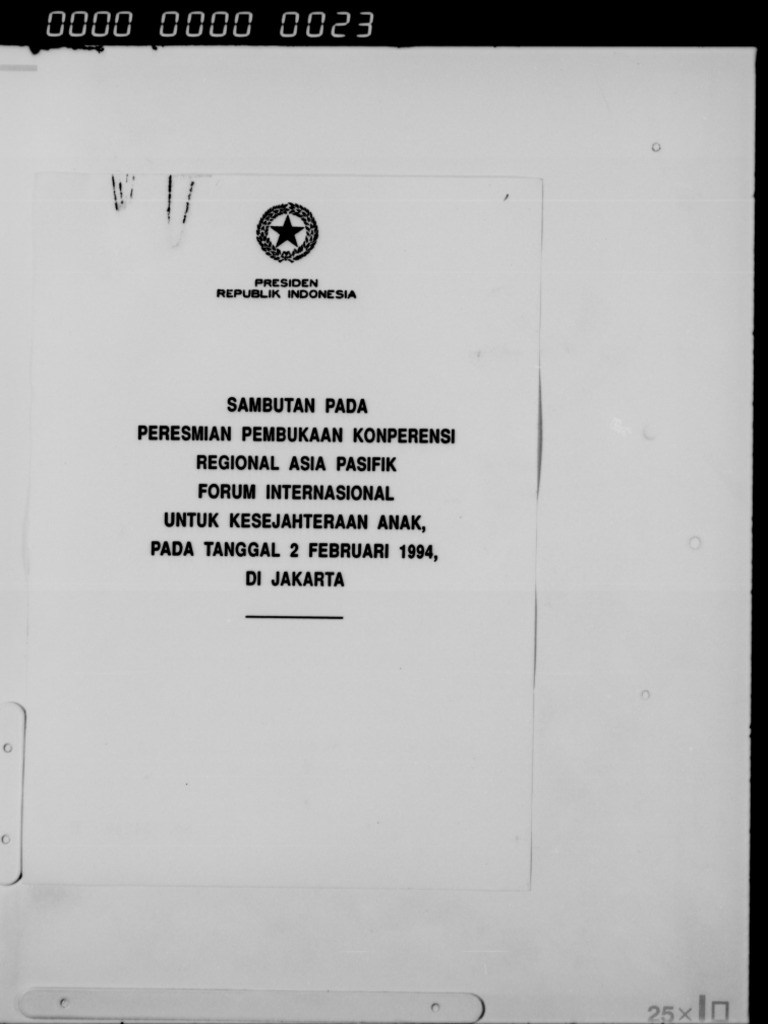 0000 0000 0023
PRESIDEN
REPUBLIK INDONESIA
SAMBUTAN PADA
PERESMIAN PEMBUKAAN KONPERENSI
REGIONAL ASIA PASIFIK
FORUM INTERNASIONAL
UNTUK KESEJAHTERAAN ANAK,
PADA TANGGAL 2 FEBRUARI 1994,
DI JAKARTA
25×